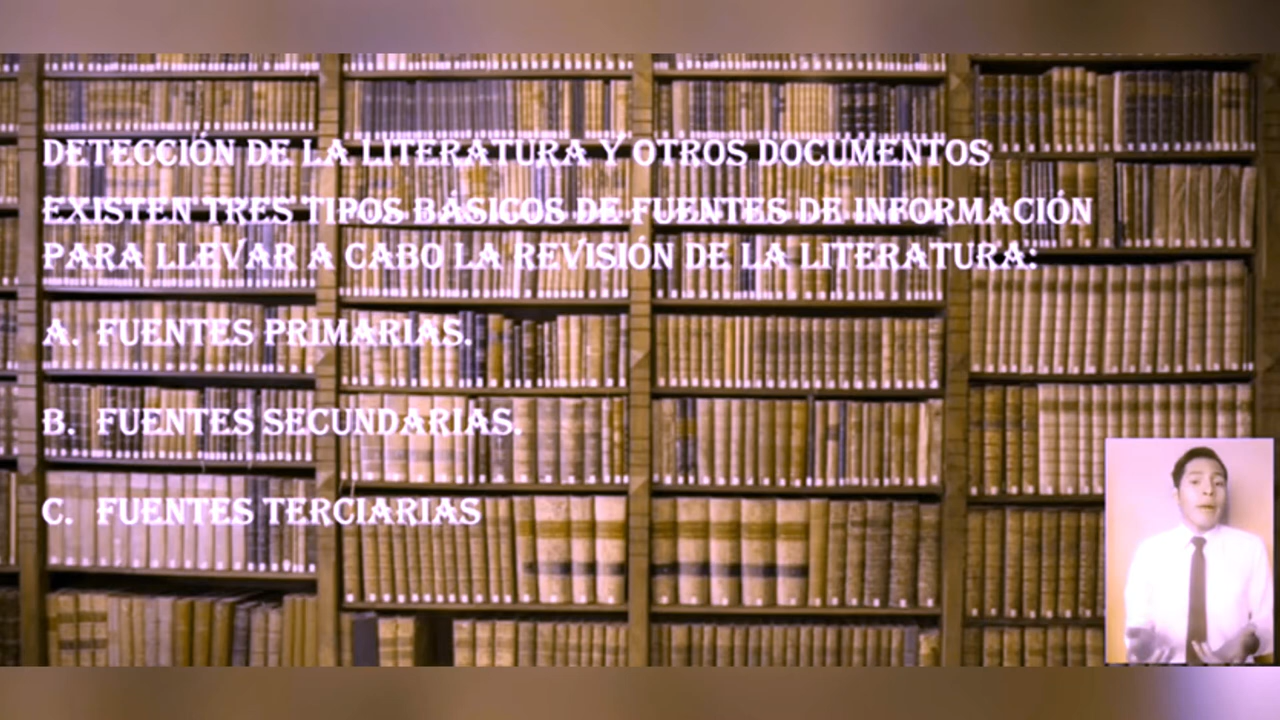 DETECCIÓN DE LA LITERATURA Y OTROS DOCUMENTOS
EXISTEN TRES TIPOS BÁSICOS DE FUENTES DE INFORMACIÓN
PARA LLEVAR A CABO LA REVISIÓN DE LA LITERATURA:
A. FUENTES PRIMARIAS.
B. FUENTES SECUNDARIAS.
C. FUENTES TERCIARIAS